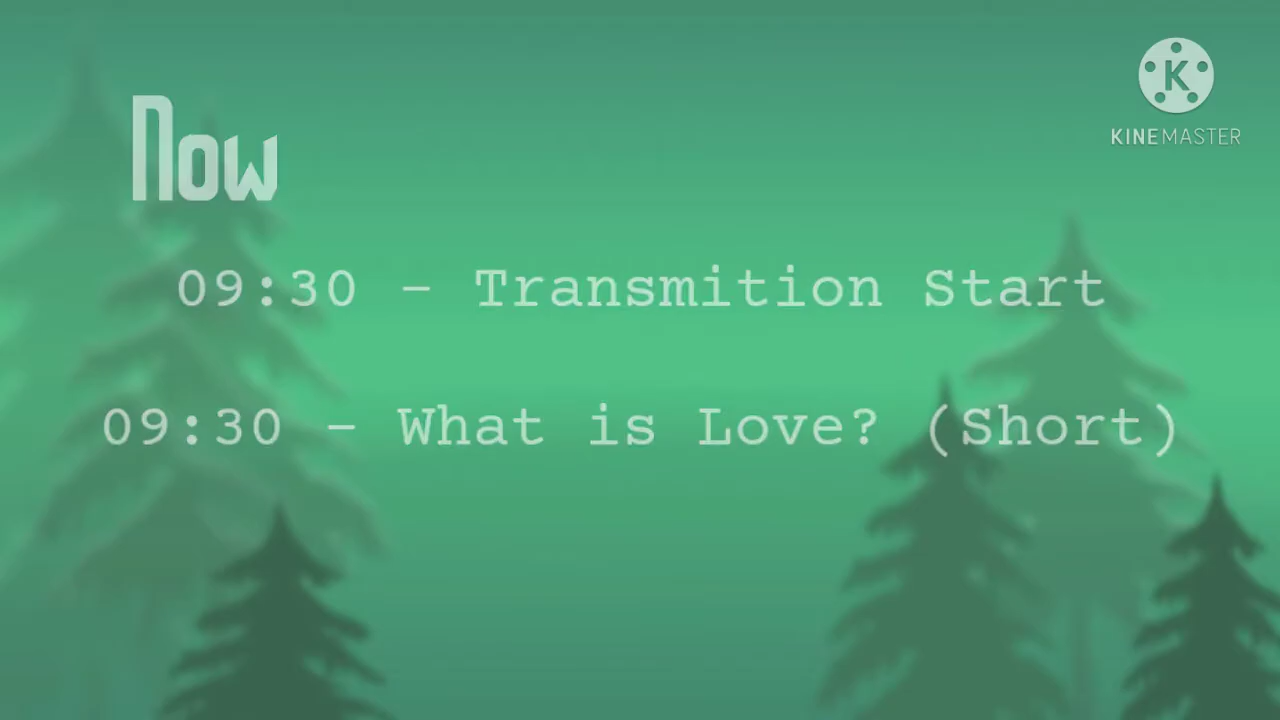 Now
K
KINEMASTER
09:30 - Transmition Start
09:30 - What is Love? (Short)